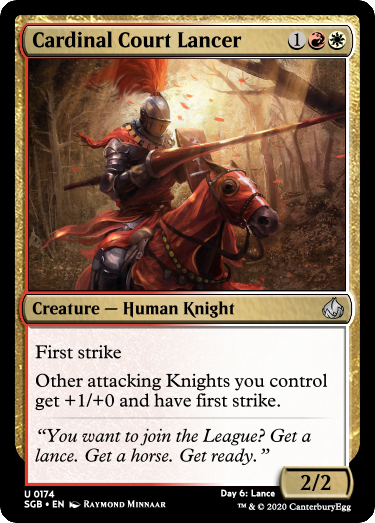 Cardinal Court Lancer 1
Creature — Human Knight
First strike
Other attacking Knights you control
get +1/+0 and have first strike.
“You want to join the League? Get a
lance. Get a horse. Get ready.”
2/2
U 0174
Day 6: Lance
SGB • EN Raymond Minnaar
™ & © 2020 CanterburyEgg